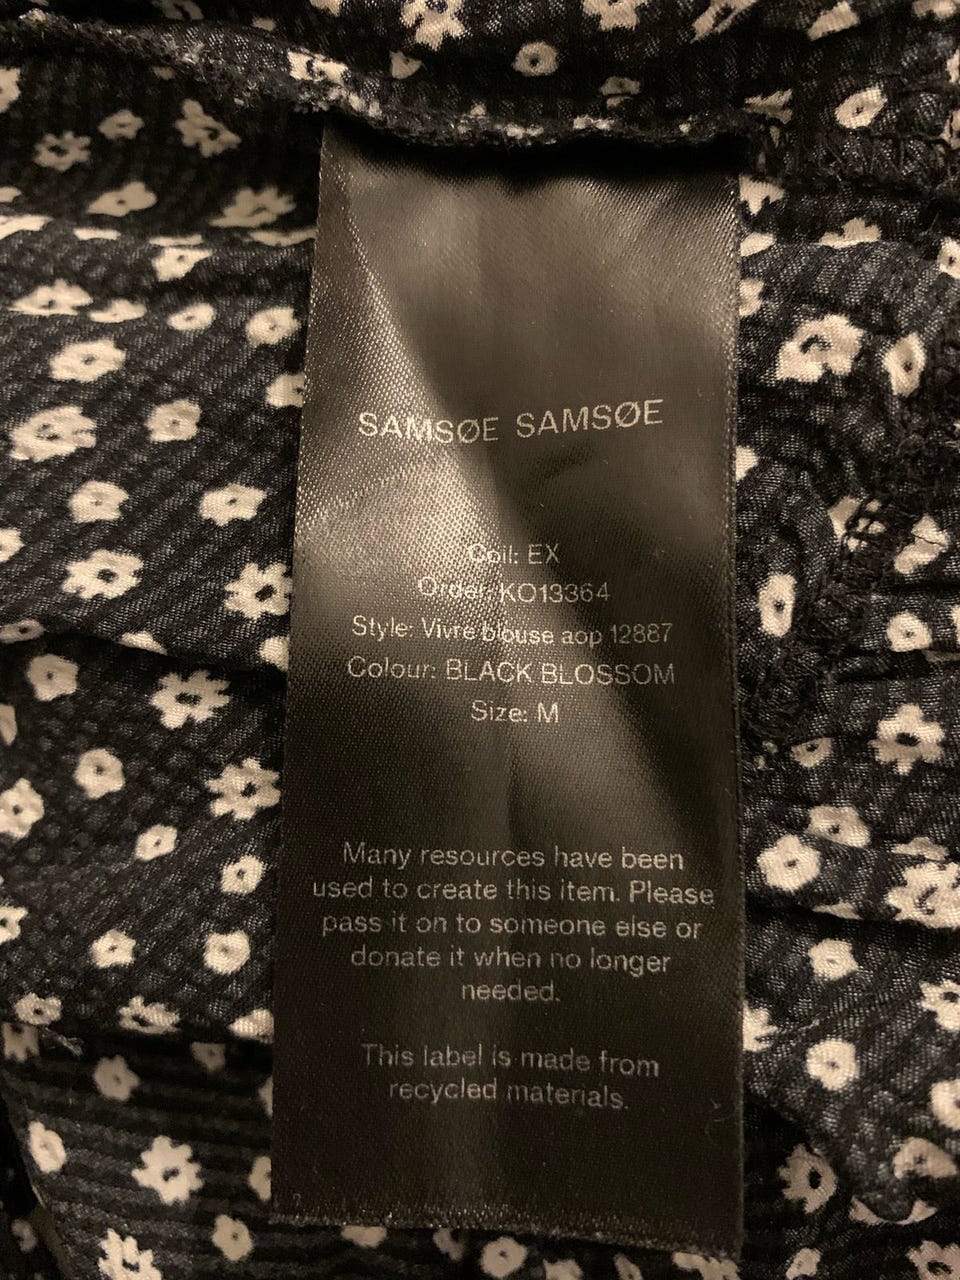 SAMSØE SAMSØE
Coll: EX
Order: KO13364
Style: Vivre blouse aop 12887
Colour: BLACK BLOSSOM
Size: M
Many resources have been
used to create this item. Please
pass it on to someone else or
donate it when no longer
needed.
This label is made from
recycled materials.